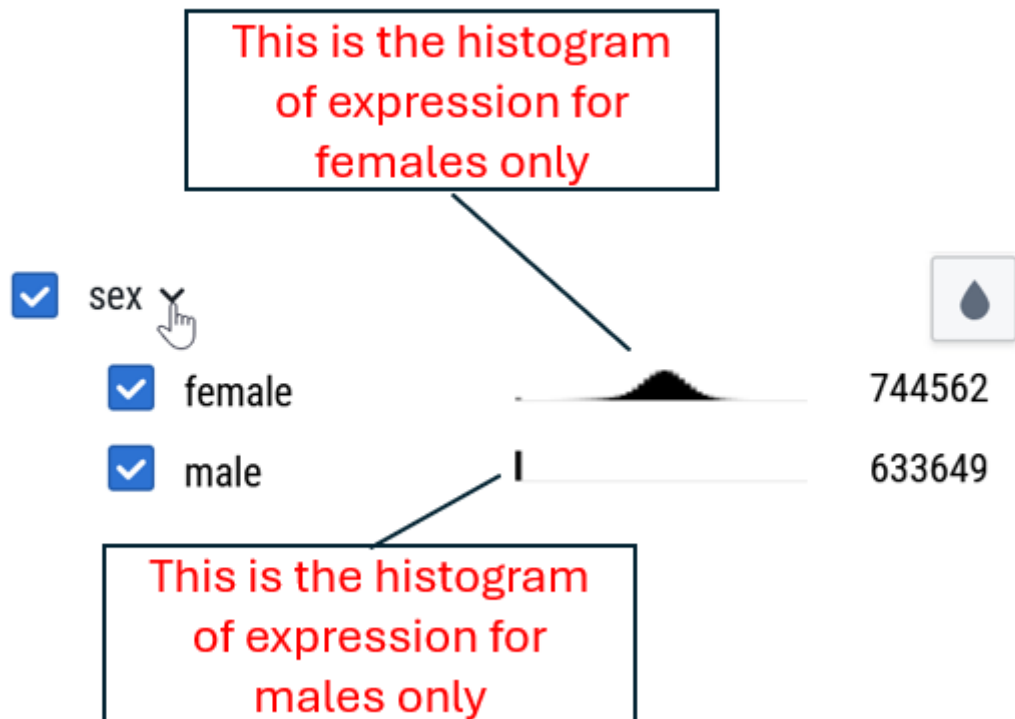 This is the histogram
of expression for
females only
sex
female
744562
male
633649
This is the histogram
of expression for
males only